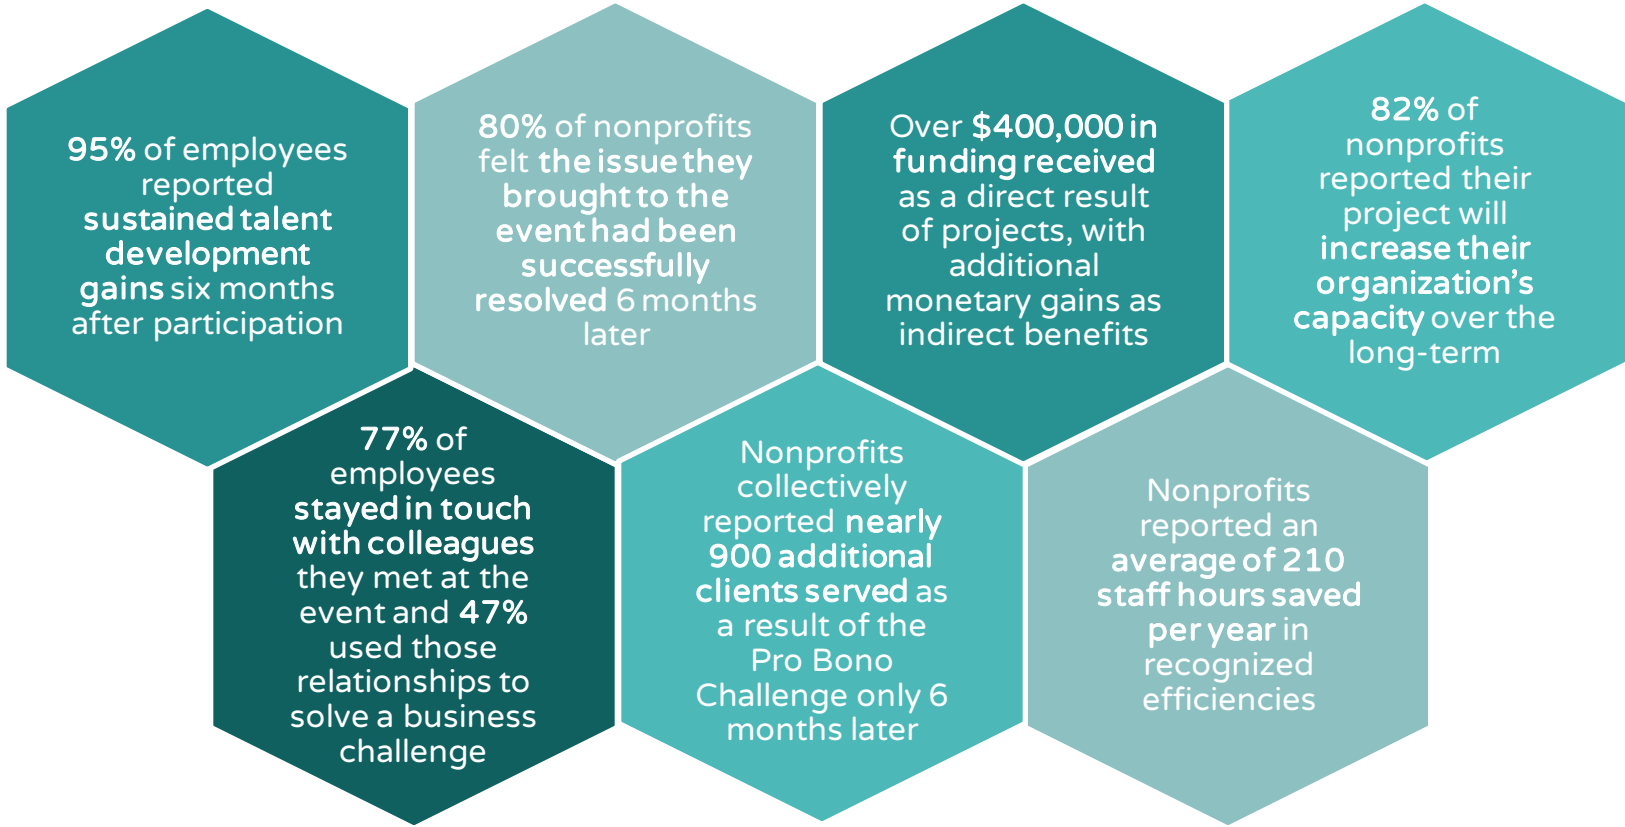 95% of employees
reported
sustained talent
development
gains six months
after participation
80% of nonprofits
felt the issue they
brought to the
event had been
successfully
resolved 6 months
later
Over $400,000 in
funding received
as a direct result
of projects, with
additional
monetary gains as
indirect benefits
82% of
nonprofits
reported their
project will
increase their
organization’s
capacity over the
long-term
77% of
employees
stayed in touch
with colleagues
they met at the
event and 47%
used those
relationships to
solve a business
challenge
Nonprofits
collectively
reported nearly
900 additional
clients served as
a result of the
Pro Bono
Challenge only 6
months later
Nonprofits
reported an
average of 210
staff hours saved
per year in
recognized
efficiencies